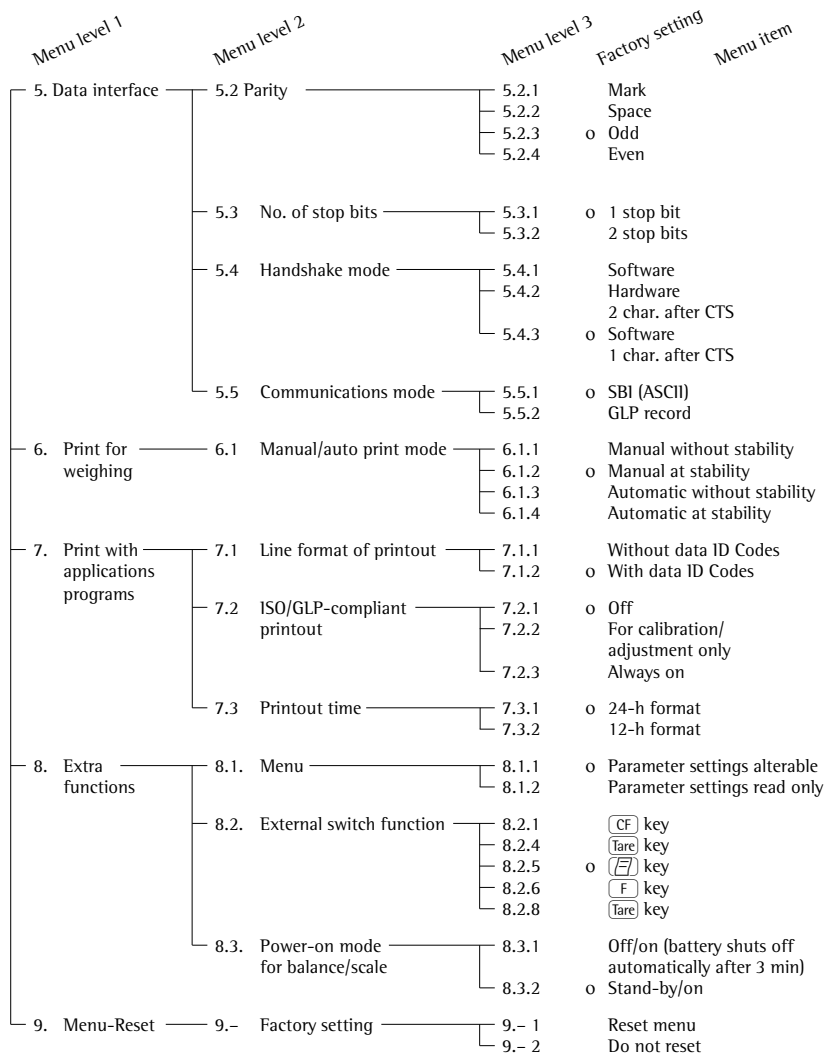 Menu level 1 Menu level 2 Menu level 3 Factory setting Menu item
5. Data interface 5.2 Parity 5.2.1 Mark
5.2.2 Space
5.2.3 o Odd
5.2.4 Even
5.3 No. of stop bits 5.3.1 o 1 stop bit
5.3.2 2 stop bits
5.4 Handshake mode 5.4.1 Software
5.4.2 Hardware
2 char. after CTS
5.4.3 o Software
1 char. after CTS
5.5 Communications mode 5.5.1 o SBI (ASCII)
5.5.2 GLP record
6. Print for 6.1 Manual/auto print mode 6.1.1 Manual without stability
weighing 6.1.2 o Manual at stability
6.1.3 Automatic without stability
6.1.4 Automatic at stability
7. Print with 7.1 Line format of printout 7.1.1 Without data ID Codes
applications 7.1.2 o With data ID Codes
programs
7.2 ISO/GLP-compliant 7.2.1 o Off
printout 7.2.2 For calibration/
adjustment only
7.2.3 Always on
7.3 Printout time 7.3.1 o 24-h format
7.3.2 12-h format
8. Extra 8.1. Menu 8.1.1 o Parameter settings alterable
functions 8.1.2 Parameter settings read only
8.2. External switch function 8.2.1 CF key
8.2.4 Tare key
8.2.5 o key
8.2.6 F key
8.2.8 Tare key
8.3. Power-on mode 8.3.1 Off/on (battery shuts off
for balance/scale automatically after 3 min)
8.3.2 o Stand-by/on
9. Menu-Reset 9.– Factory setting 9.– 1 Reset menu
9.– 2 Do not reset